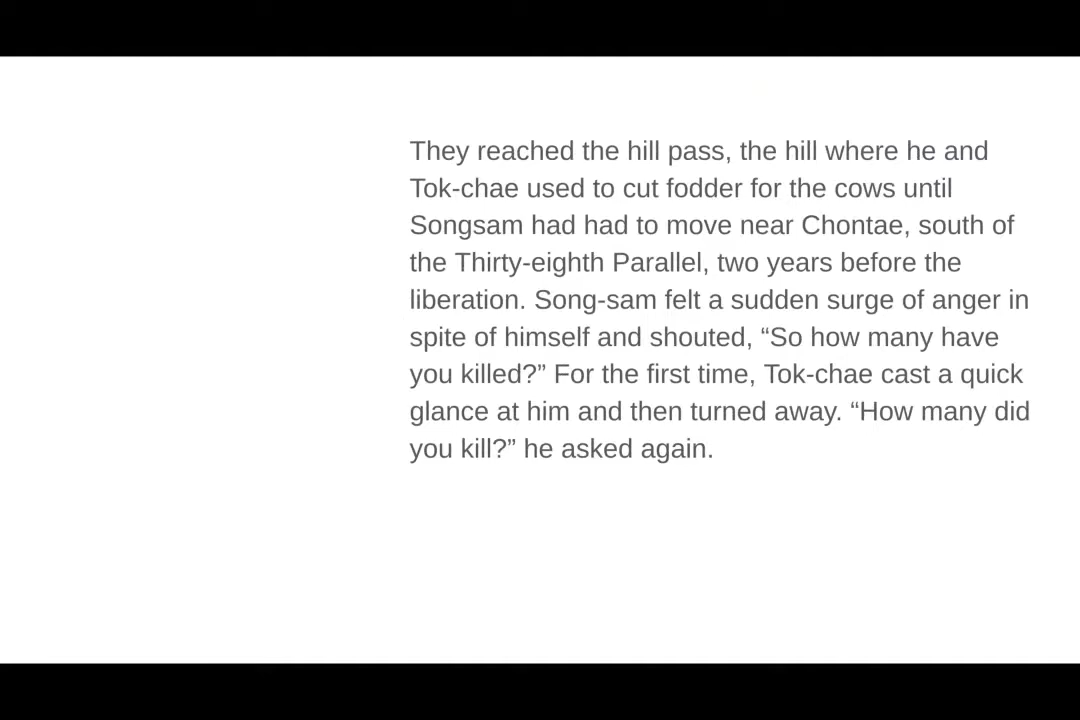 They reached the hill pass, the hill where he and
Tok-chae used to cut fodder for the cows until
Songsam had had to move near Chontae, south of
the Thirty-eighth Parallel, two years before the
liberation. Song-sam felt a sudden surge of anger in
spite of himself and shouted, “So how many have
you killed?” For the first time, Tok-chae cast a quick
glance at him and then turned away. “How many did
you kill?” he asked again.